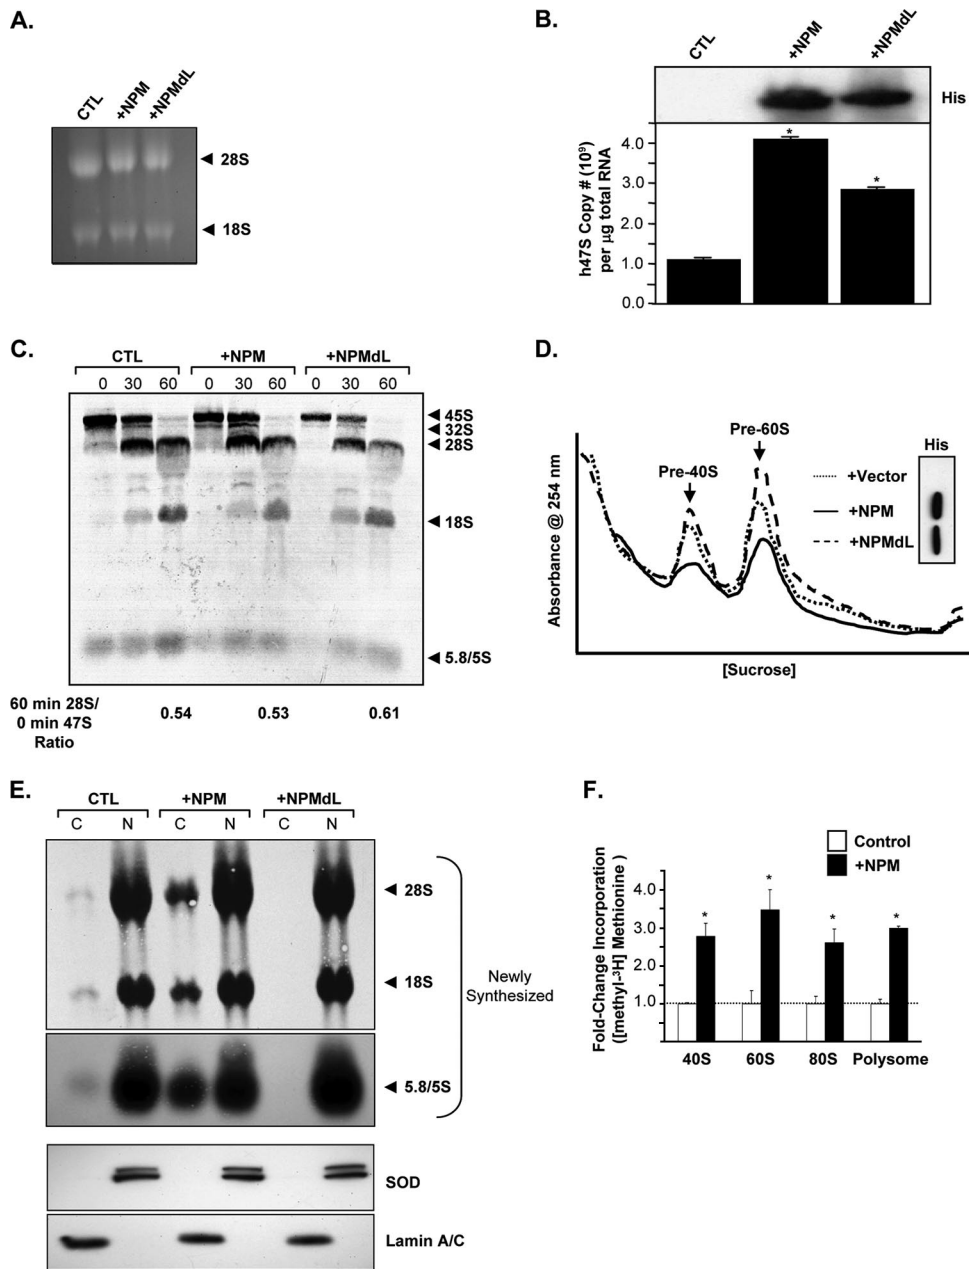 A.
CTL
+NPM
+NPMdL
28S
18S
B.
CTL
+NPM
+NPMdL
His
h47S Copy # (10⁹)
per μg total RNA
4.0
3.0
1.0
0.0
*
*
C.
CTL
+NPM
+NPMdL
0 30 60 0 30 60 0 30 60
45S
32S
28S
18S
5.8/5S
60 min 28S/
0 min 47S
Ratio
0.54 0.53 0.61
D.
Absorbance @ 254 nm
Pre-40S
Pre-60S
His
+Vector
+NPM
+NPMdL
[Sucrose]
E.
CTL
+NPM
+NPMdL
C N C N C N
28S
18S
5.8/5S
Newly
Synthesized
SOD
Lamin A/C
F.
Control
+NPM
Fold-Change Incorporation
([methyl-³H] Methionine )
4.0
3.0
2.0
1.0
* * * *
40S 60S 80S Polysome